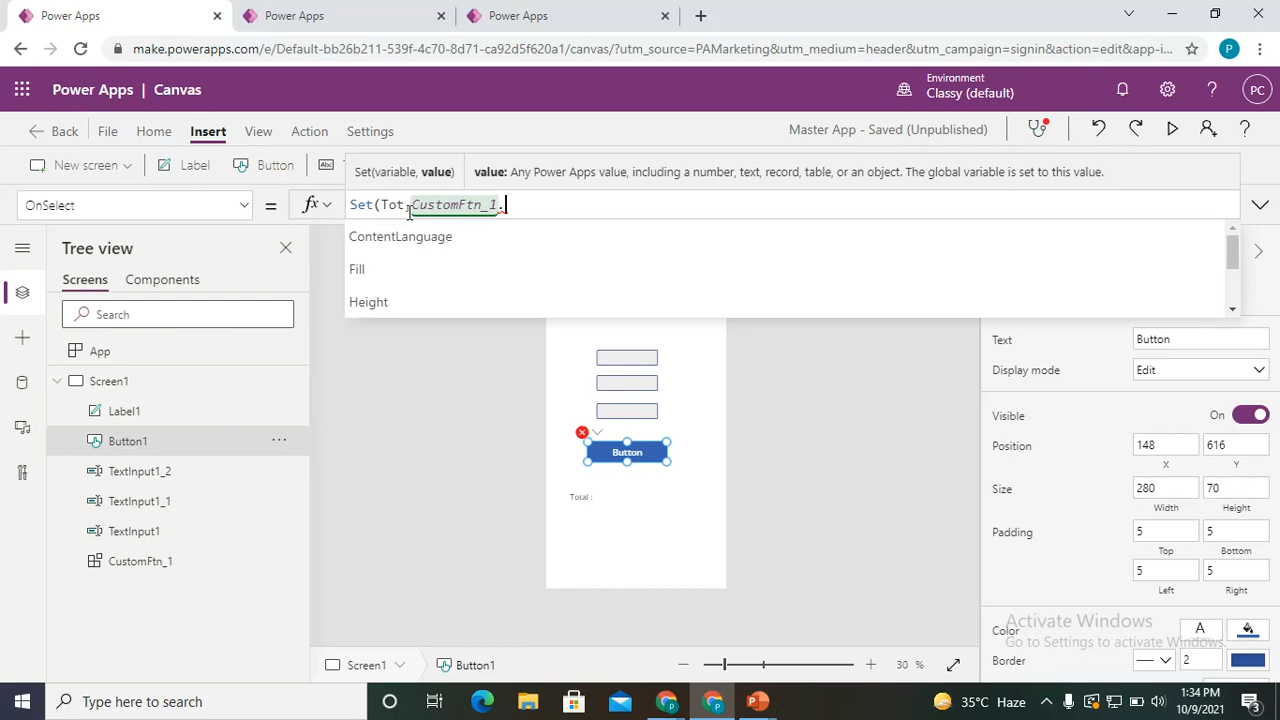 Power Apps
Power Apps
Power Apps
make.powerapps.com/e/Default-bb26b211-539f-4c70-8d71-ca92d5f620a1/canvas/?utm_source=PAMarketing&utm_medium=header&utm_campaign=signin&action=edit&app-i...
P
Power Apps | Canvas
Environment
Classy (default)
PC
Back
File
Home
Insert
View
Action
Settings
Master App - Saved (Unpublished)
New screen
Label
Button
Abc
Set(variable, value)
value: Any Power Apps value, including a number, text, record, table, or an object. The global variable is set to this value.
OnSelect
=
fx
Set(Tot,CustomFtn_1.
ContentLanguage
Fill
Height
Tree view
Screens
Components
Search
App
Screen1
Label1
Button1
TextInput1_2
TextInput1_1
TextInput1
CustomFtn_1
Button
Total :
Text
Button
Display mode
Edit
Visible
On
Position
148
616
X
Y
Size
280
70
Width
Height
Padding
5
5
Top
Bottom
5
5
Left
Right
Color
A
Border
2
Activate Windows
Go to Settings to activate Windows.
Screen1
Button1
30 %
Type here to search
35°C Haze
1:34 PM
10/9/2021
3